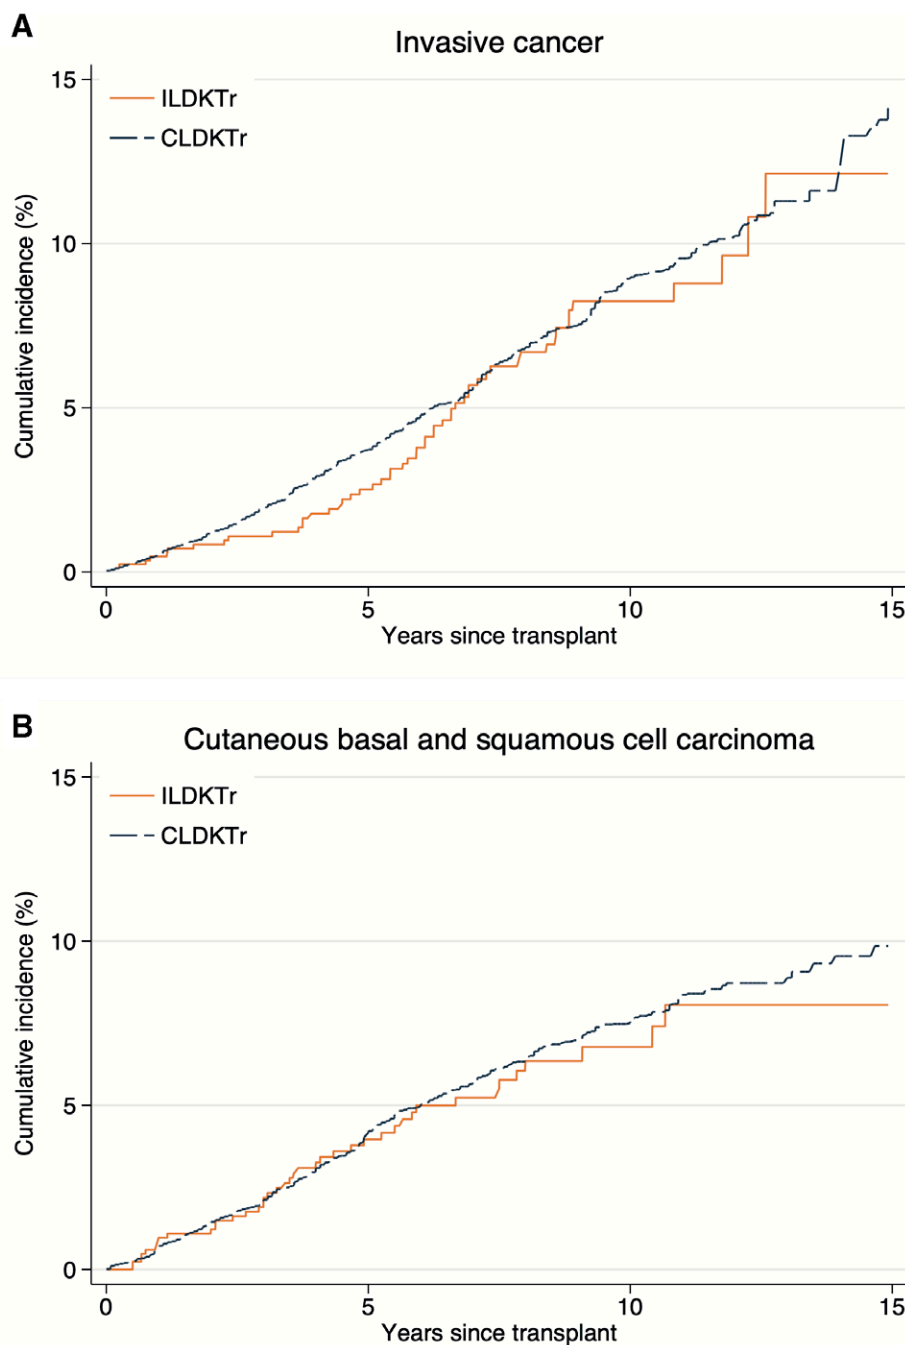 A
Invasive cancer
15
ILDKTr
CLDKTr
10
5
0
Cumulative incidence (%)
0 5 10 15
Years since transplant
B
Cutaneous basal and squamous cell carcinoma
15
ILDKTr
CLDKTr
10
5
0
Cumulative incidence (%)
0 5 10 15
Years since transplant